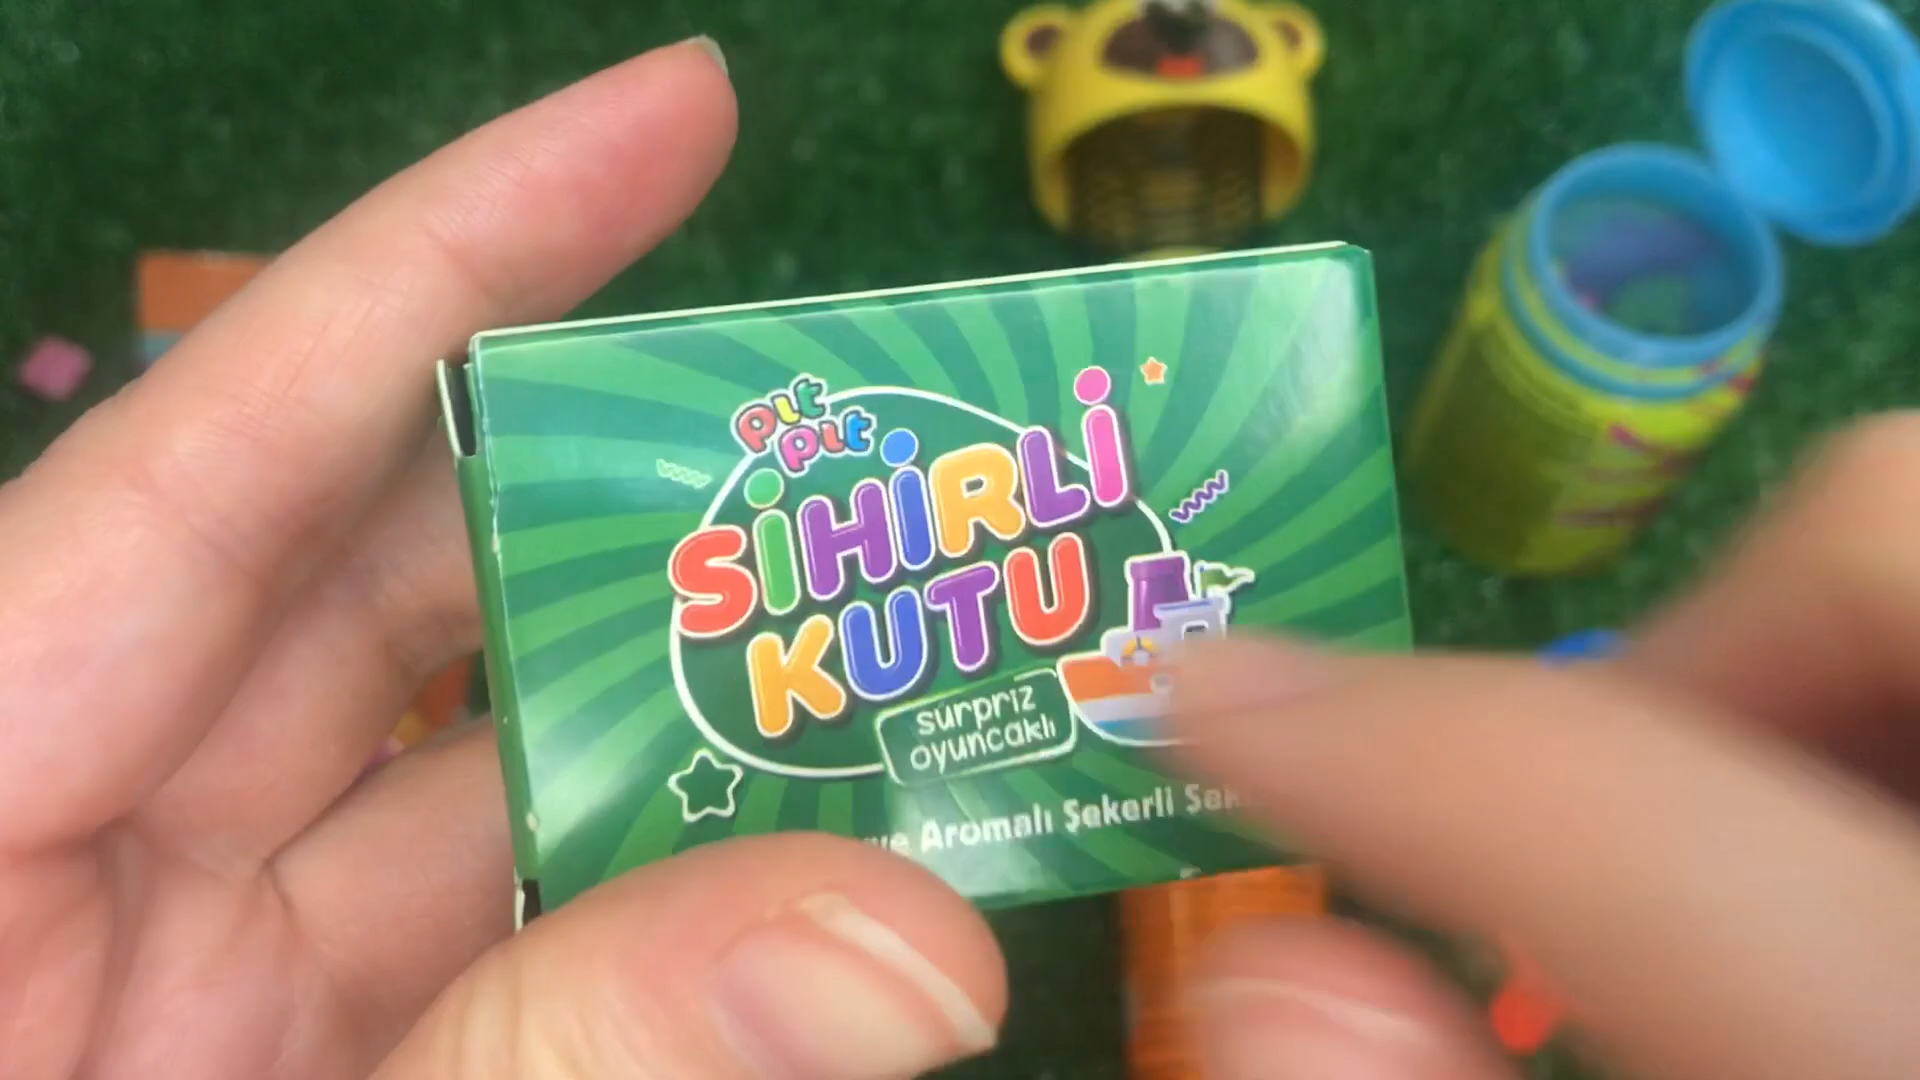 pıt
pıt
SİHİRLİ
KUTU
sürpriz
oyuncaklı
Aromalı Şekerli